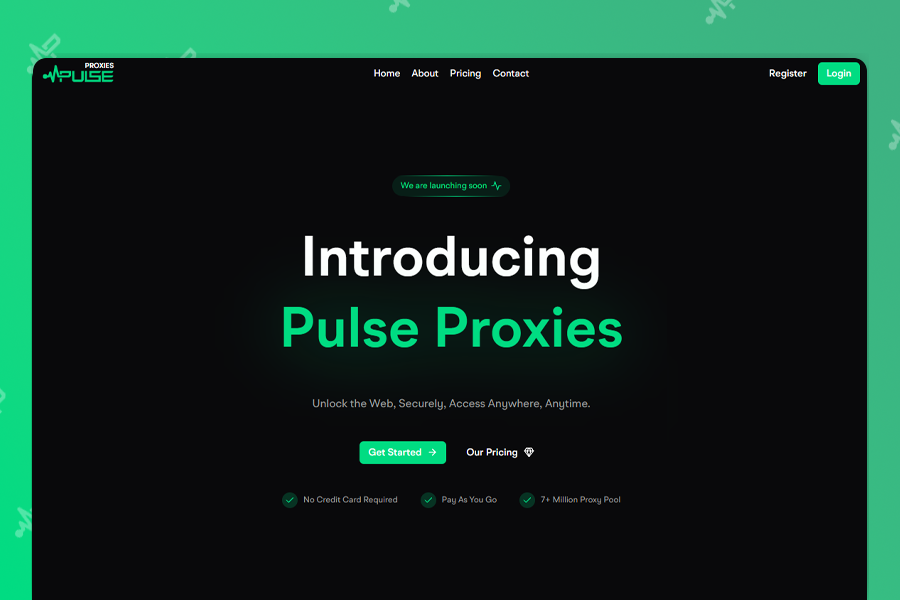 PROXIES
PULSE
Home About Pricing Contact
Register Login
We are launching soon
Introducing
Pulse Proxies
Unlock the Web, Securely, Access Anywhere, Anytime.
Get Started Our Pricing
No Credit Card Required Pay As You Go 7+ Million Proxy Pool